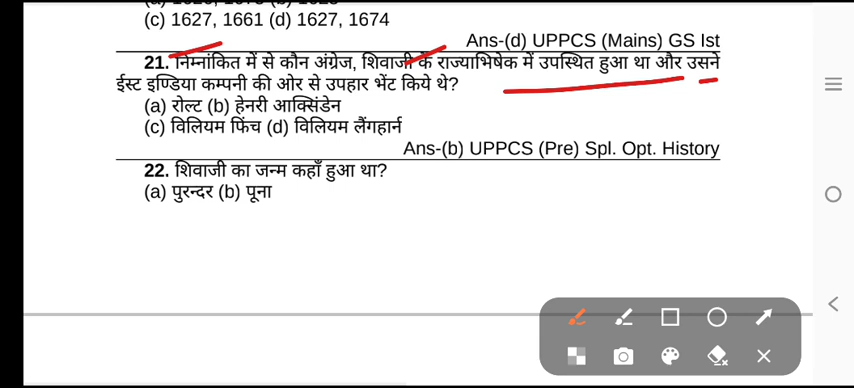 (c) 1627, 1661 (d) 1627, 1674
Ans-(d) UPPCS (Mains) GS Ist
21. निम्नांकित में से कौन अंग्रेज, शिवाजी के राज्याभिषेक में उपस्थित हुआ था और उसने
ईस्ट इण्डिया कम्पनी की ओर से उपहार भेंट किये थे?
(a) रोल्ट (b) हेनरी आक्सिंडेन
(c) विलियम फिंच (d) विलियम लैंगहार्न
Ans-(b) UPPCS (Pre) Spl. Opt. History
22. शिवाजी का जन्म कहाँ हुआ था?
(a) पुरन्दर (b) पूना